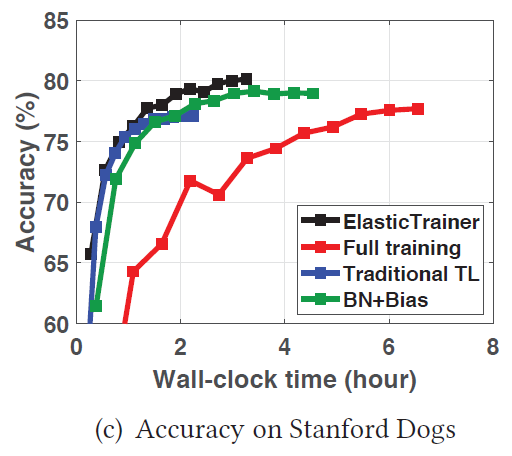 85
80
75
70
65
60
Accuracy (%)
ElasticTrainer
Full training
Traditional TL
BN+Bias
0 2 4 6 8
Wall-clock time (hour)
(c) Accuracy on Stanford Dogs